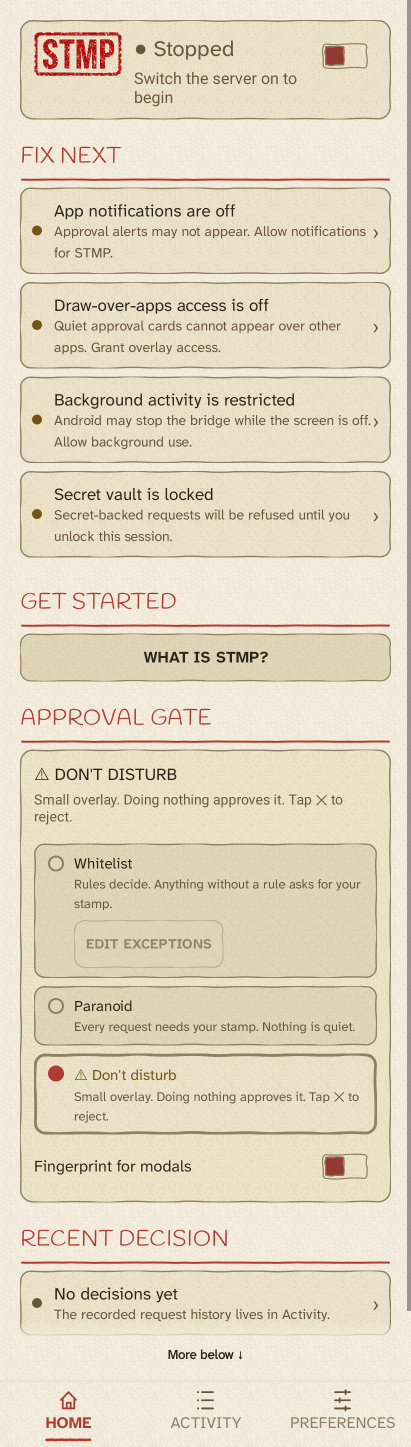 STMP
● Stopped
Switch the server on to
begin
FIX NEXT
App notifications are off
Approval alerts may not appear. Allow notifications
for STMP.
Draw-over-apps access is off
Quiet approval cards cannot appear over other
apps. Grant overlay access.
Background activity is restricted
Android may stop the bridge while the screen is off.
Allow background use.
Secret vault is locked
Secret-backed requests will be refused until you
unlock this session.
GET STARTED
WHAT IS STMP?
APPROVAL GATE
⚠ DON'T DISTURB
Small overlay. Doing nothing approves it. Tap ✕ to
reject.
Whitelist
Rules decide. Anything without a rule asks for your
stamp.
EDIT EXCEPTIONS
Paranoid
Every request needs your stamp. Nothing is quiet.
⚠ Don't disturb
Small overlay. Doing nothing approves it. Tap ✕ to
reject.
Fingerprint for modals
RECENT DECISION
No decisions yet
The recorded request history lives in Activity.
More below ↓
HOME
ACTIVITY
PREFERENCES